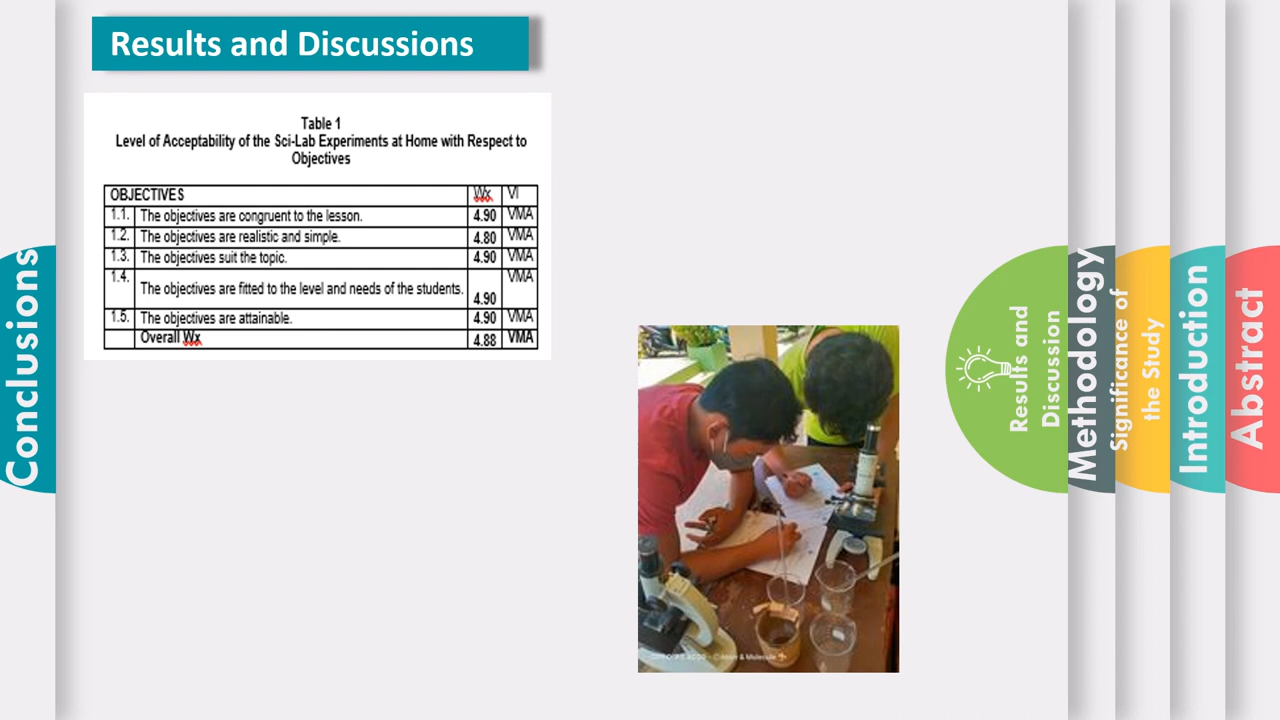 Results and Discussions
Table 1
Level of Acceptability of the Sci-Lab Experiments at Home with Respect to
Objectives
OBJECTIVES Wx VI
1.1. The objectives are congruent to the lesson. 4.90 VMA
1.2. The objectives are realistic and simple. 4.80 VMA
1.3. The objectives suit the topic. 4.90 VMA
1.4. The objectives are fitted to the level and needs of the students. 4.90 VMA
1.5. The objectives are attainable. 4.90 VMA
Overall Wx 4.88 VMA
Conclusions
Results and
Discussion
Methodology
Significance of
the Study
Introduction
Abstract